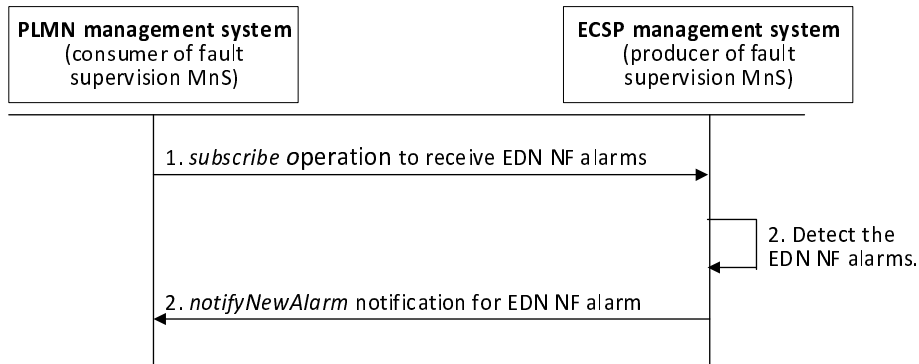 PLMN management system
(consumer of fault
supervision MnS)
ECSP management system
(producer of fault
supervision MnS)
1. subscribe operation to receive EDN NF alarms
2. Detect the
EDN NF alarms.
2. notifyNewAlarm notification for EDN NF alarm